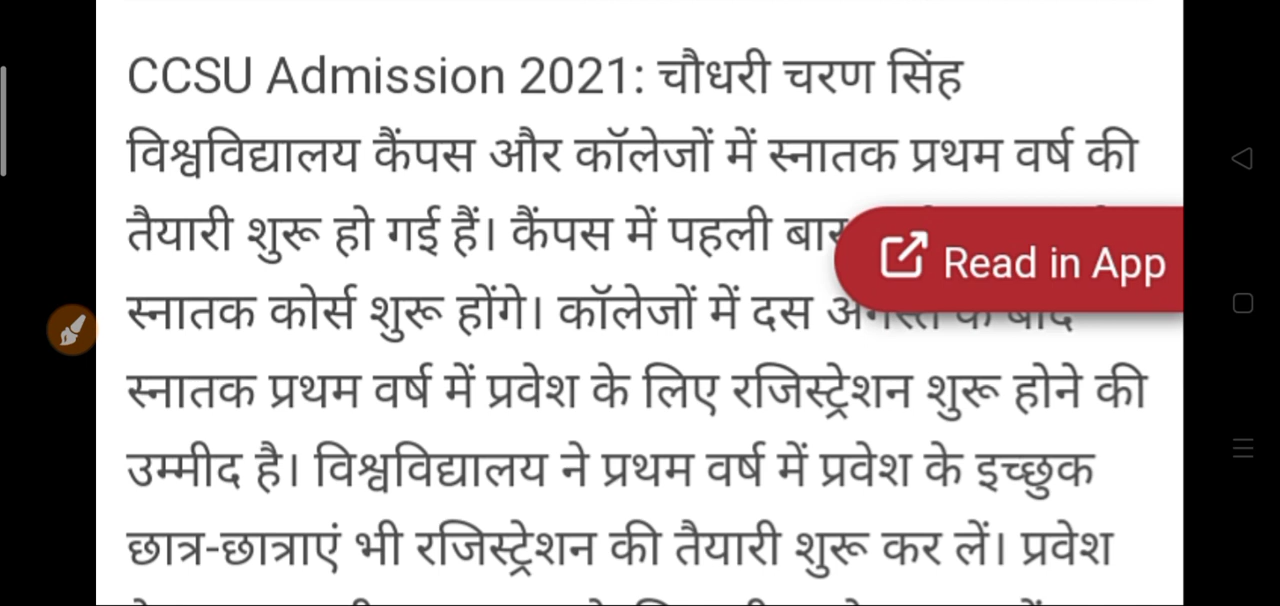 CCSU Admission 2021: चौधरी चरण सिंह
विश्वविद्यालय कैंपस और कॉलेजों में स्नातक प्रथम वर्ष की
तैयारी शुरू हो गई हैं। कैंपस में पहली बार
Read in App
स्नातक कोर्स शुरू होंगे। कॉलेजों में दस अगस्त के बाद
स्नातक प्रथम वर्ष में प्रवेश के लिए रजिस्ट्रेशन शुरू होने की
उम्मीद है। विश्वविद्यालय ने प्रथम वर्ष में प्रवेश के इच्छुक
छात्र-छात्राएं भी रजिस्ट्रेशन की तैयारी शुरू कर लें। प्रवेश